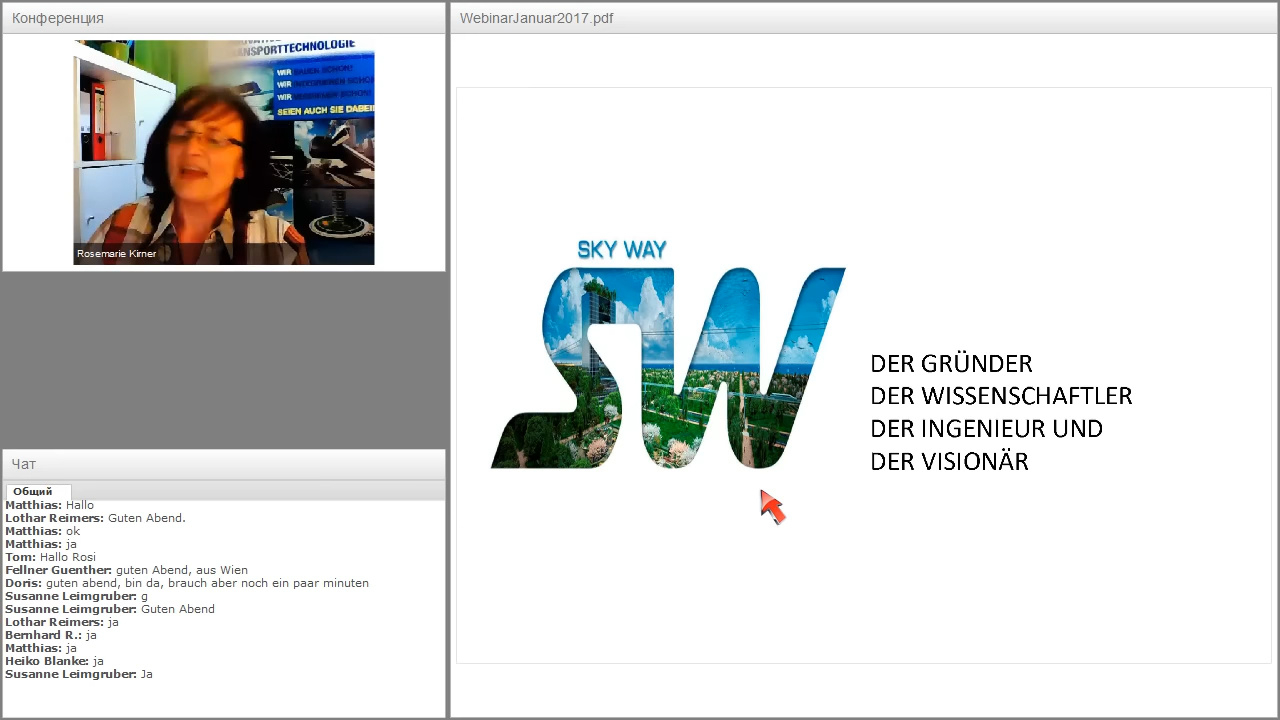 Конференция
TRANSPORTTECHNOLOGIE
WIR BAUEN SCHON!
WIR
WIR
SEIEN AUCH SIE DABEI!
Rosemarie Kirner
Чат
Общий
Matthias: Hallo
Lothar Reimers: Guten Abend.
Matthias: ok
Matthias: ja
Tom: Hallo Rosi
Fellner Guenther: guten Abend, aus Wien
Doris: guten abend, bin da, brauch aber noch ein paar minuten
Susanne Leimgruber: g
Susanne Leimgruber: Guten Abend
Lothar Reimers: ja
Bernhard R.: ja
Matthias: ja
Heiko Blanke: ja
Susanne Leimgruber: Ja
WebinarJanuar2017.pdf
SKY WAY
SW
DER GRÜNDER
DER WISSENSCHAFTLER
DER INGENIEUR UND
DER VISIONÄR